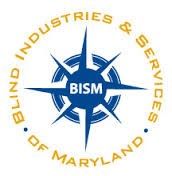 BLIND INDUSTRIES & SERVICES
OF MARYLAND
BISM